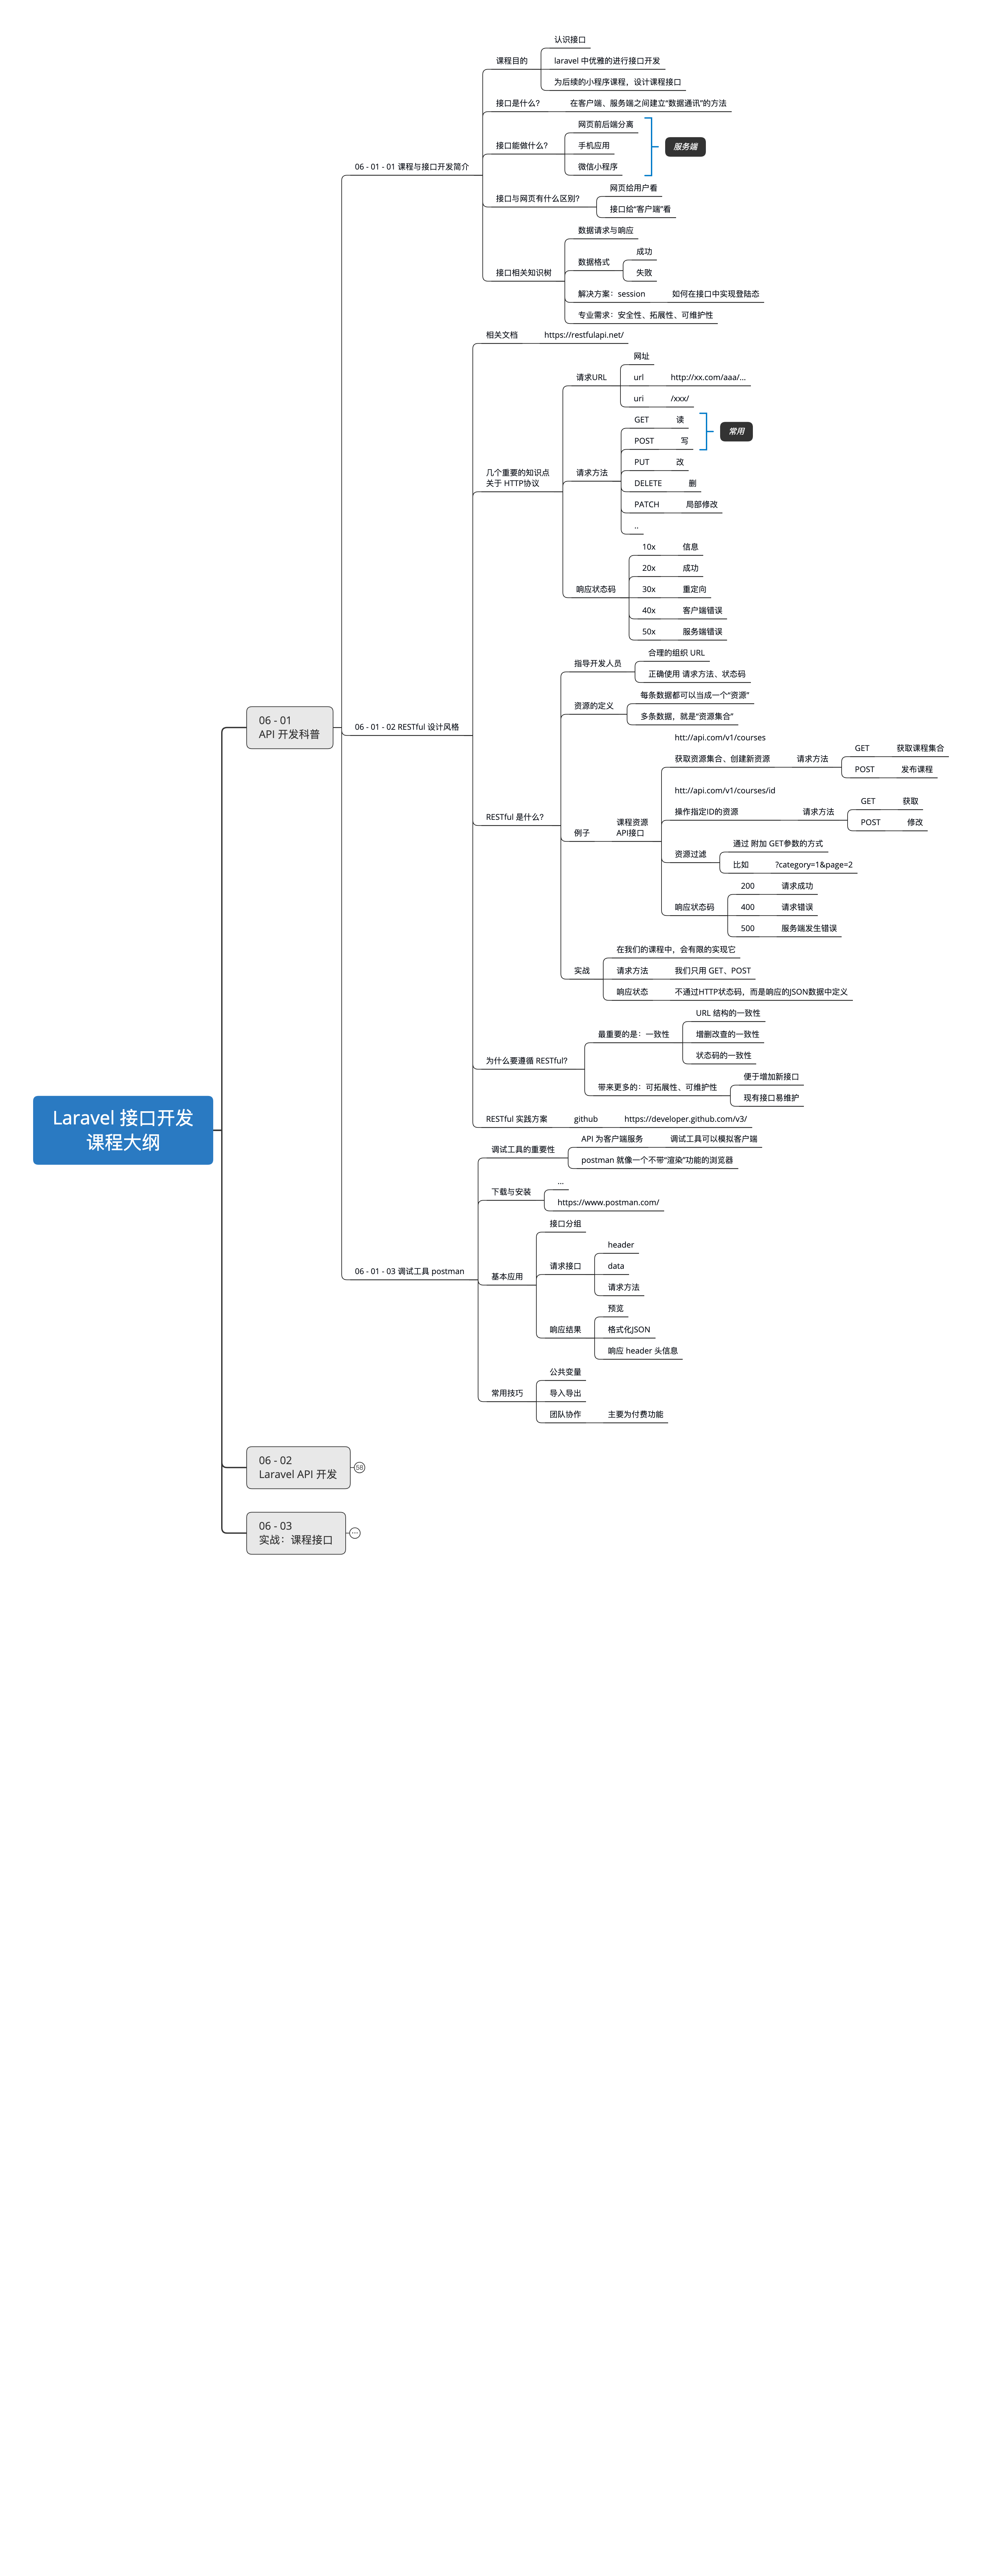 Laravel 接口开发
课程大纲
06 - 01
API 开发科普
06 - 01 - 01 课程与接口开发简介
课程目的
认识接口
laravel 中优雅的进行接口开发
为后续的小程序课程，设计课程接口
接口是什么?
在客户端、服务端之间建立“数据通讯”的方法
接口能做什么?
网页前后端分离
手机应用
微信小程序
服务端
接口与网页有什么区别?
网页给用户看
接口给“客户端”看
接口相关知识树
数据请求与响应
数据格式
成功
失败
解决方案：session
如何在接口中实现登陆态
专业需求：安全性、拓展性、可维护性
06 - 01 - 02 RESTful 设计风格
相关文档
https://restfulapi.net/
几个重要的知识点
关于 HTTP协议
请求URL
网址
url
http://xx.com/aaa/...
uri
/xxx/
请求方法
GET
读
POST
写
常用
PUT
改
DELETE
删
PATCH
局部修改
..
响应状态码
10x
信息
20x
成功
30x
重定向
40x
客户端错误
50x
服务端错误
RESTful 是什么?
指导开发人员
合理的组织 URL
正确使用 请求方法、状态码
资源的定义
每条数据都可以当成一个“资源”
多条数据，就是“资源集合”
例子
课程资源
API接口
htt://api.com/v1/courses
获取资源集合、创建新资源
请求方法
GET
获取课程集合
POST
发布课程
htt://api.com/v1/courses/id
操作指定ID的资源
请求方法
GET
获取
POST
修改
资源过滤
通过 附加 GET参数的方式
比如
?category=1&page=2
响应状态码
200
请求成功
400
请求错误
500
服务端发生错误
实战
在我们的课程中，会有限的实现它
请求方法
我们只用 GET、POST
响应状态
不通过HTTP状态码，而是响应的JSON数据中定义
为什么要遵循 RESTful?
最重要的是：一致性
URL 结构的一致性
增删改查的一致性
状态码的一致性
带来更多的：可拓展性、可维护性
便于增加新接口
现有接口易维护
RESTful 实践方案
github
https://developer.github.com/v3/
06 - 01 - 03 调试工具 postman
调试工具的重要性
API 为客户端服务
调试工具可以模拟客户端
postman 就像一个不带“渲染”功能的浏览器
下载与安装
...
https://www.postman.com/
基本应用
接口分组
请求接口
header
data
请求方法
响应结果
预览
格式化JSON
响应 header 头信息
常用技巧
公共变量
导入导出
团队协作
主要为付费功能
06 - 02
Laravel API 开发
58
06 - 03
实战：课程接口
...